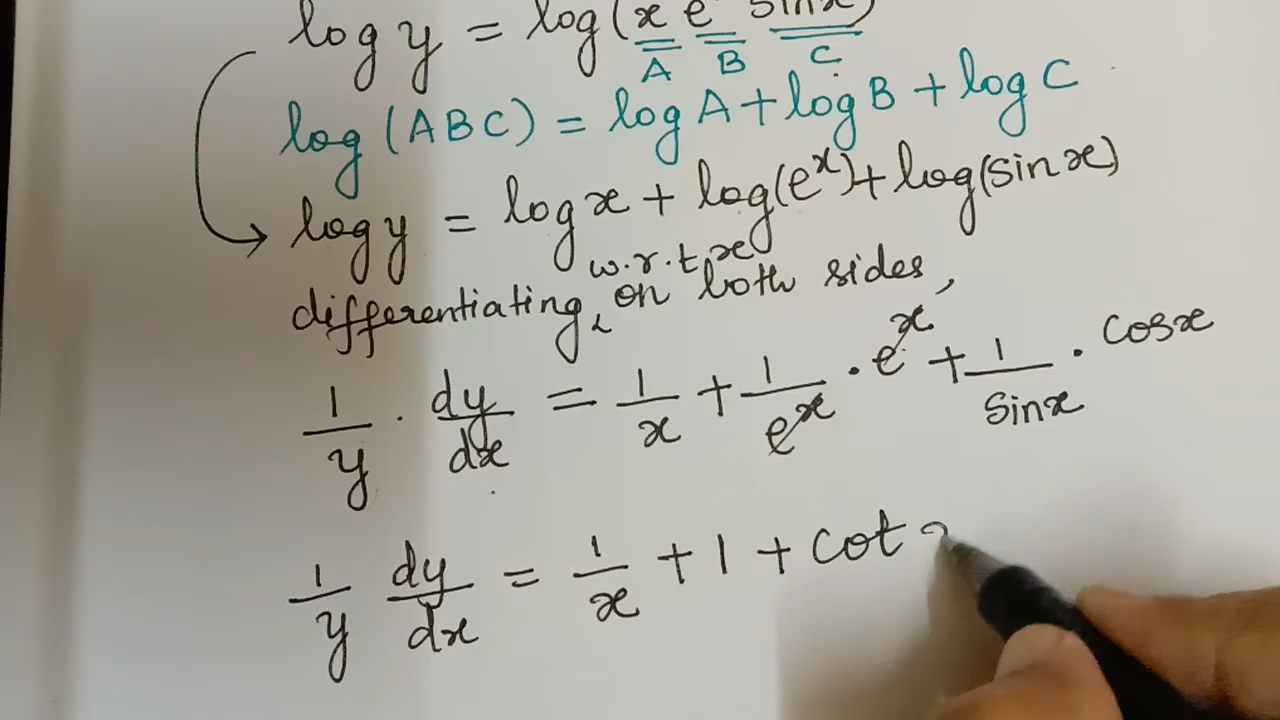 log y = log(x e sinx)
A B C
log (ABC) = log A + log B + log C
log y = log x + log(e^x) + log(sin x)
w.r.t. x
differentiating, on both sides,
1/y · dy/dx = 1/x + 1/e^x · e^x + 1/sinx · cosx
1/y dy/dx = 1/x + 1 + cot